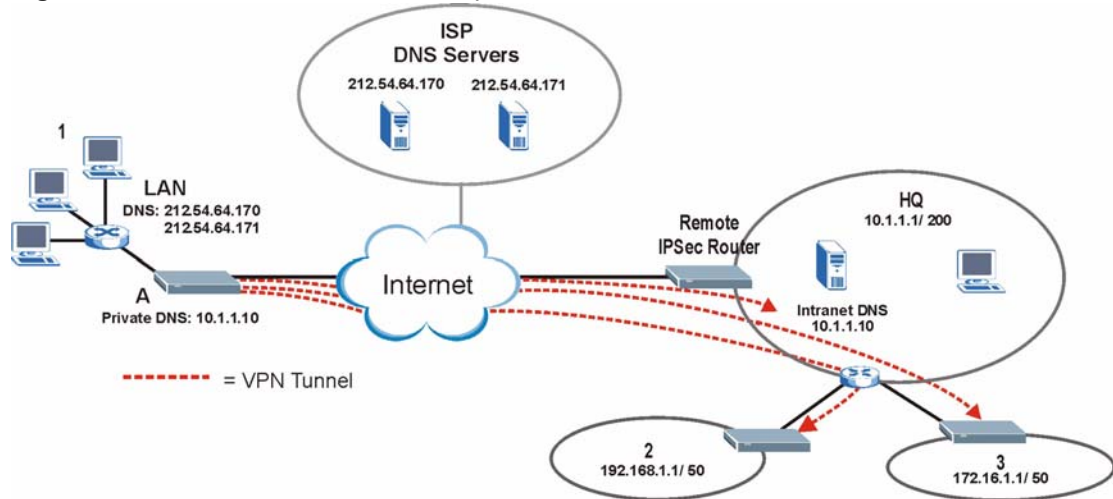 ISP
DNS Servers
212.54.64.170 212.54.64.171
1
LAN
DNS: 212.54.64.170
212.54.64.171
A
Private DNS: 10.1.1.10
Internet
Remote
IPSec Router
HQ
10.1.1.1/ 200
Intranet DNS
10.1.1.10
= VPN Tunnel
2
192.168.1.1/ 50
3
172.16.1.1/ 50